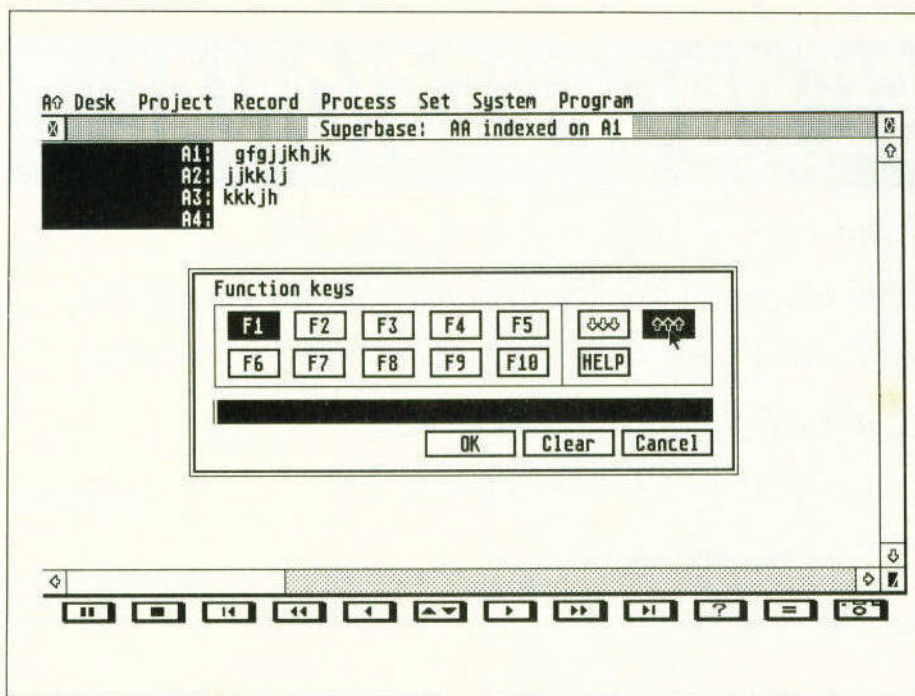 A⇧ Desk Project Record Process Set System Program
Superbase: AA indexed on A1
A1: gfgjjkhjk
A2: jjkklj
A3: kkkjh
A4:
Function keys
F1 F2 F3 F4 F5 ⇩⇩⇩ ⇧⇧⇧
F6 F7 F8 F9 F10 HELP
OK Clear Cancel
? =